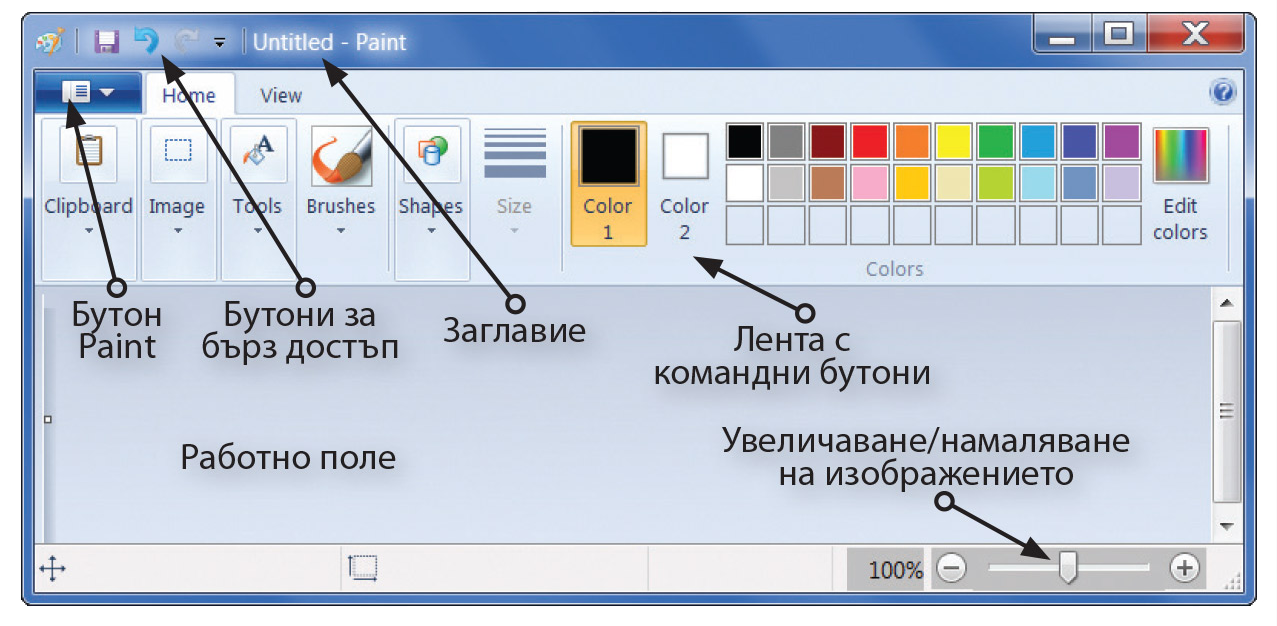 Untitled - Paint
Home View
Clipboard Image Tools Brushes Shapes Size Color 1 Color 2 Edit colors
Colors
Бутон
Paint
Бутони за
бърз достъп
Заглавие
Лента с
командни бутони
Работно поле
Увеличаване/намаляване
на изображението
100%